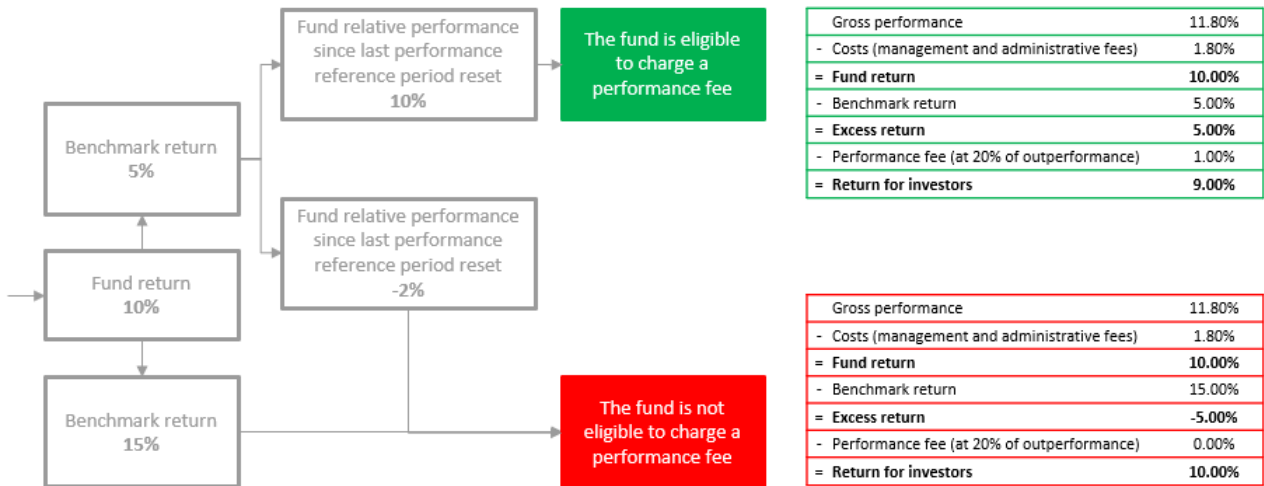 Fund relative performance
since last performance
reference period reset
10%
The fund is eligible
to charge a
performance fee
Benchmark return
5%
Fund relative performance
since last performance
reference period reset
-2%
Fund return
10%
Benchmark return
15%
The fund is not
eligible to charge a
performance fee
Gross performance 11.80%
- Costs (management and administrative fees) 1.80%
= Fund return 10.00%
- Benchmark return 5.00%
= Excess return 5.00%
- Performance fee (at 20% of outperformance) 1.00%
= Return for investors 9.00%
Gross performance 11.80%
- Costs (management and administrative fees) 1.80%
= Fund return 10.00%
- Benchmark return 15.00%
= Excess return -5.00%
- Performance fee (at 20% of outperformance) 0.00%
= Return for investors 10.00%